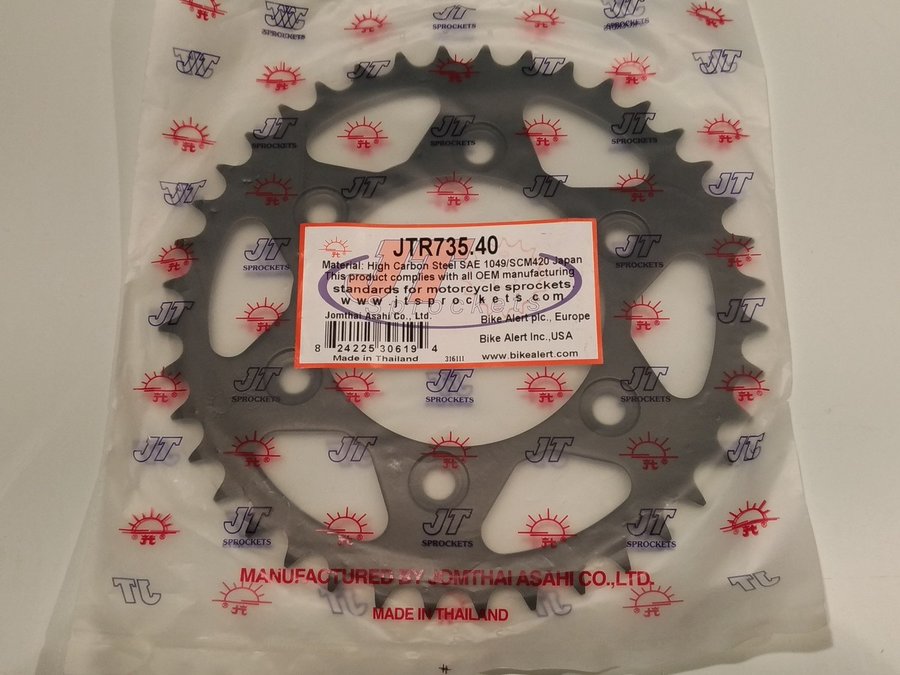 JTR735.40
Material: High Carbon Steel SAE 1049/SCM420 Japan
This product complies with all OEM manufacturing
standards for motorcycle sprockets
www.jtsprockets.com
SPROCKETS
Jomthai Asahi Co., Ltd.
Bike Alert plc., Europe
Bike Alert Inc.,USA
8 24225 30619 4
Made in Thailand
316111
www.bikealert.com
JT
SPROCKETS
jt®
MANUFACTURED BY JOMTHAI ASAHI CO.,LTD.
MADE IN THAILAND